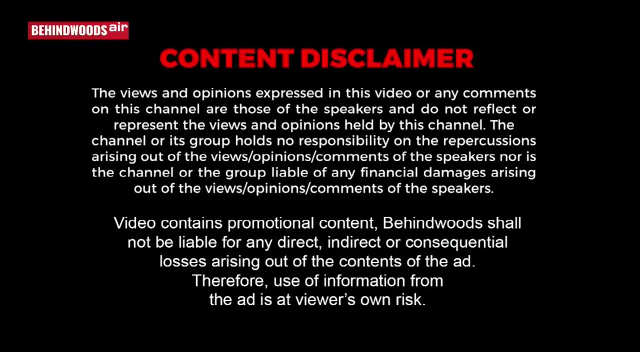 BEHINDWOODS air
CONTENT DISCLAIMER
The views and opinions expressed in this video or any comments
on this channel are those of the speakers and do not reflect or
represent the views and opinions held by this channel. The
channel or its group holds no responsibility on the repercussions
arising out of the views/opinions/comments of the speakers nor is
the channel or the group liable of any financial damages arising
out of the views/opinions/comments of the speakers.
Video contains promotional content, Behindwoods shall
not be liable for any direct, indirect or consequential
losses arising out of the contents of the ad.
Therefore, use of information from
the ad is at viewer's own risk.